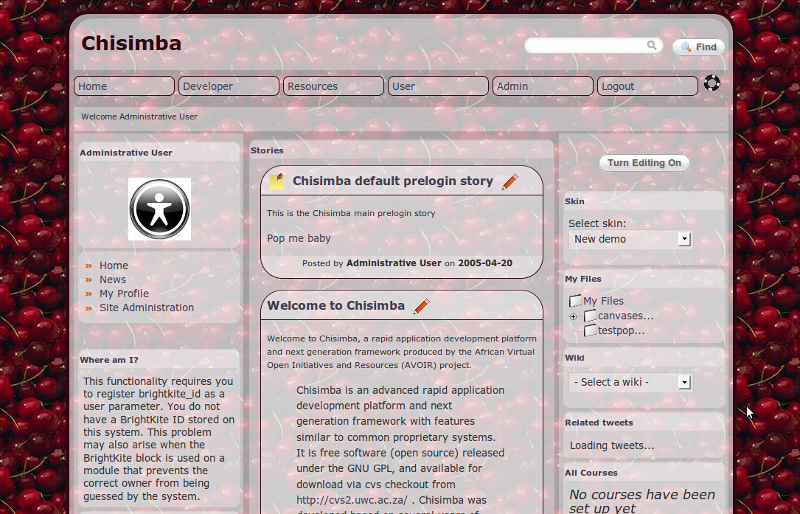 Chisimba
Find
Home
Developer
Resources
User
Admin
Logout
Welcome Administrative User
Administrative User
» Home
» News
» My Profile
» Site Administration
Where am I?
This functionality requires you
to register brightkite_id as a
user parameter. You do not
have a BrightKite ID stored on
this system. This problem
may also arise when the
BrightKite block is used on a
module that prevents the
correct owner from being
guessed by the system.
Stories
Chisimba default prelogin story
This is the Chisimba main prelogin story
Pop me baby
Posted by Administrative User on 2005-04-20
Welcome to Chisimba
Welcome to Chisimba, a rapid application development platform
and next generation framework produced by the African Virtual
Open Initiatives and Resources (AVOIR) project.
Chisimba is an advanced rapid application
development platform and next
generation framework with features
similar to common proprietary systems.
It is free software (open source) released
under the GNU GPL, and available for
download via cvs checkout from
http://cvs2.uwc.ac.za/ . Chisimba was
developed based on several years of
Turn Editing On
Skin
Select skin:
New demo
My Files
My Files
canvases...
testpop...
Wiki
- Select a wiki -
Related tweets
Loading tweets...
All Courses
No courses have been
set up yet